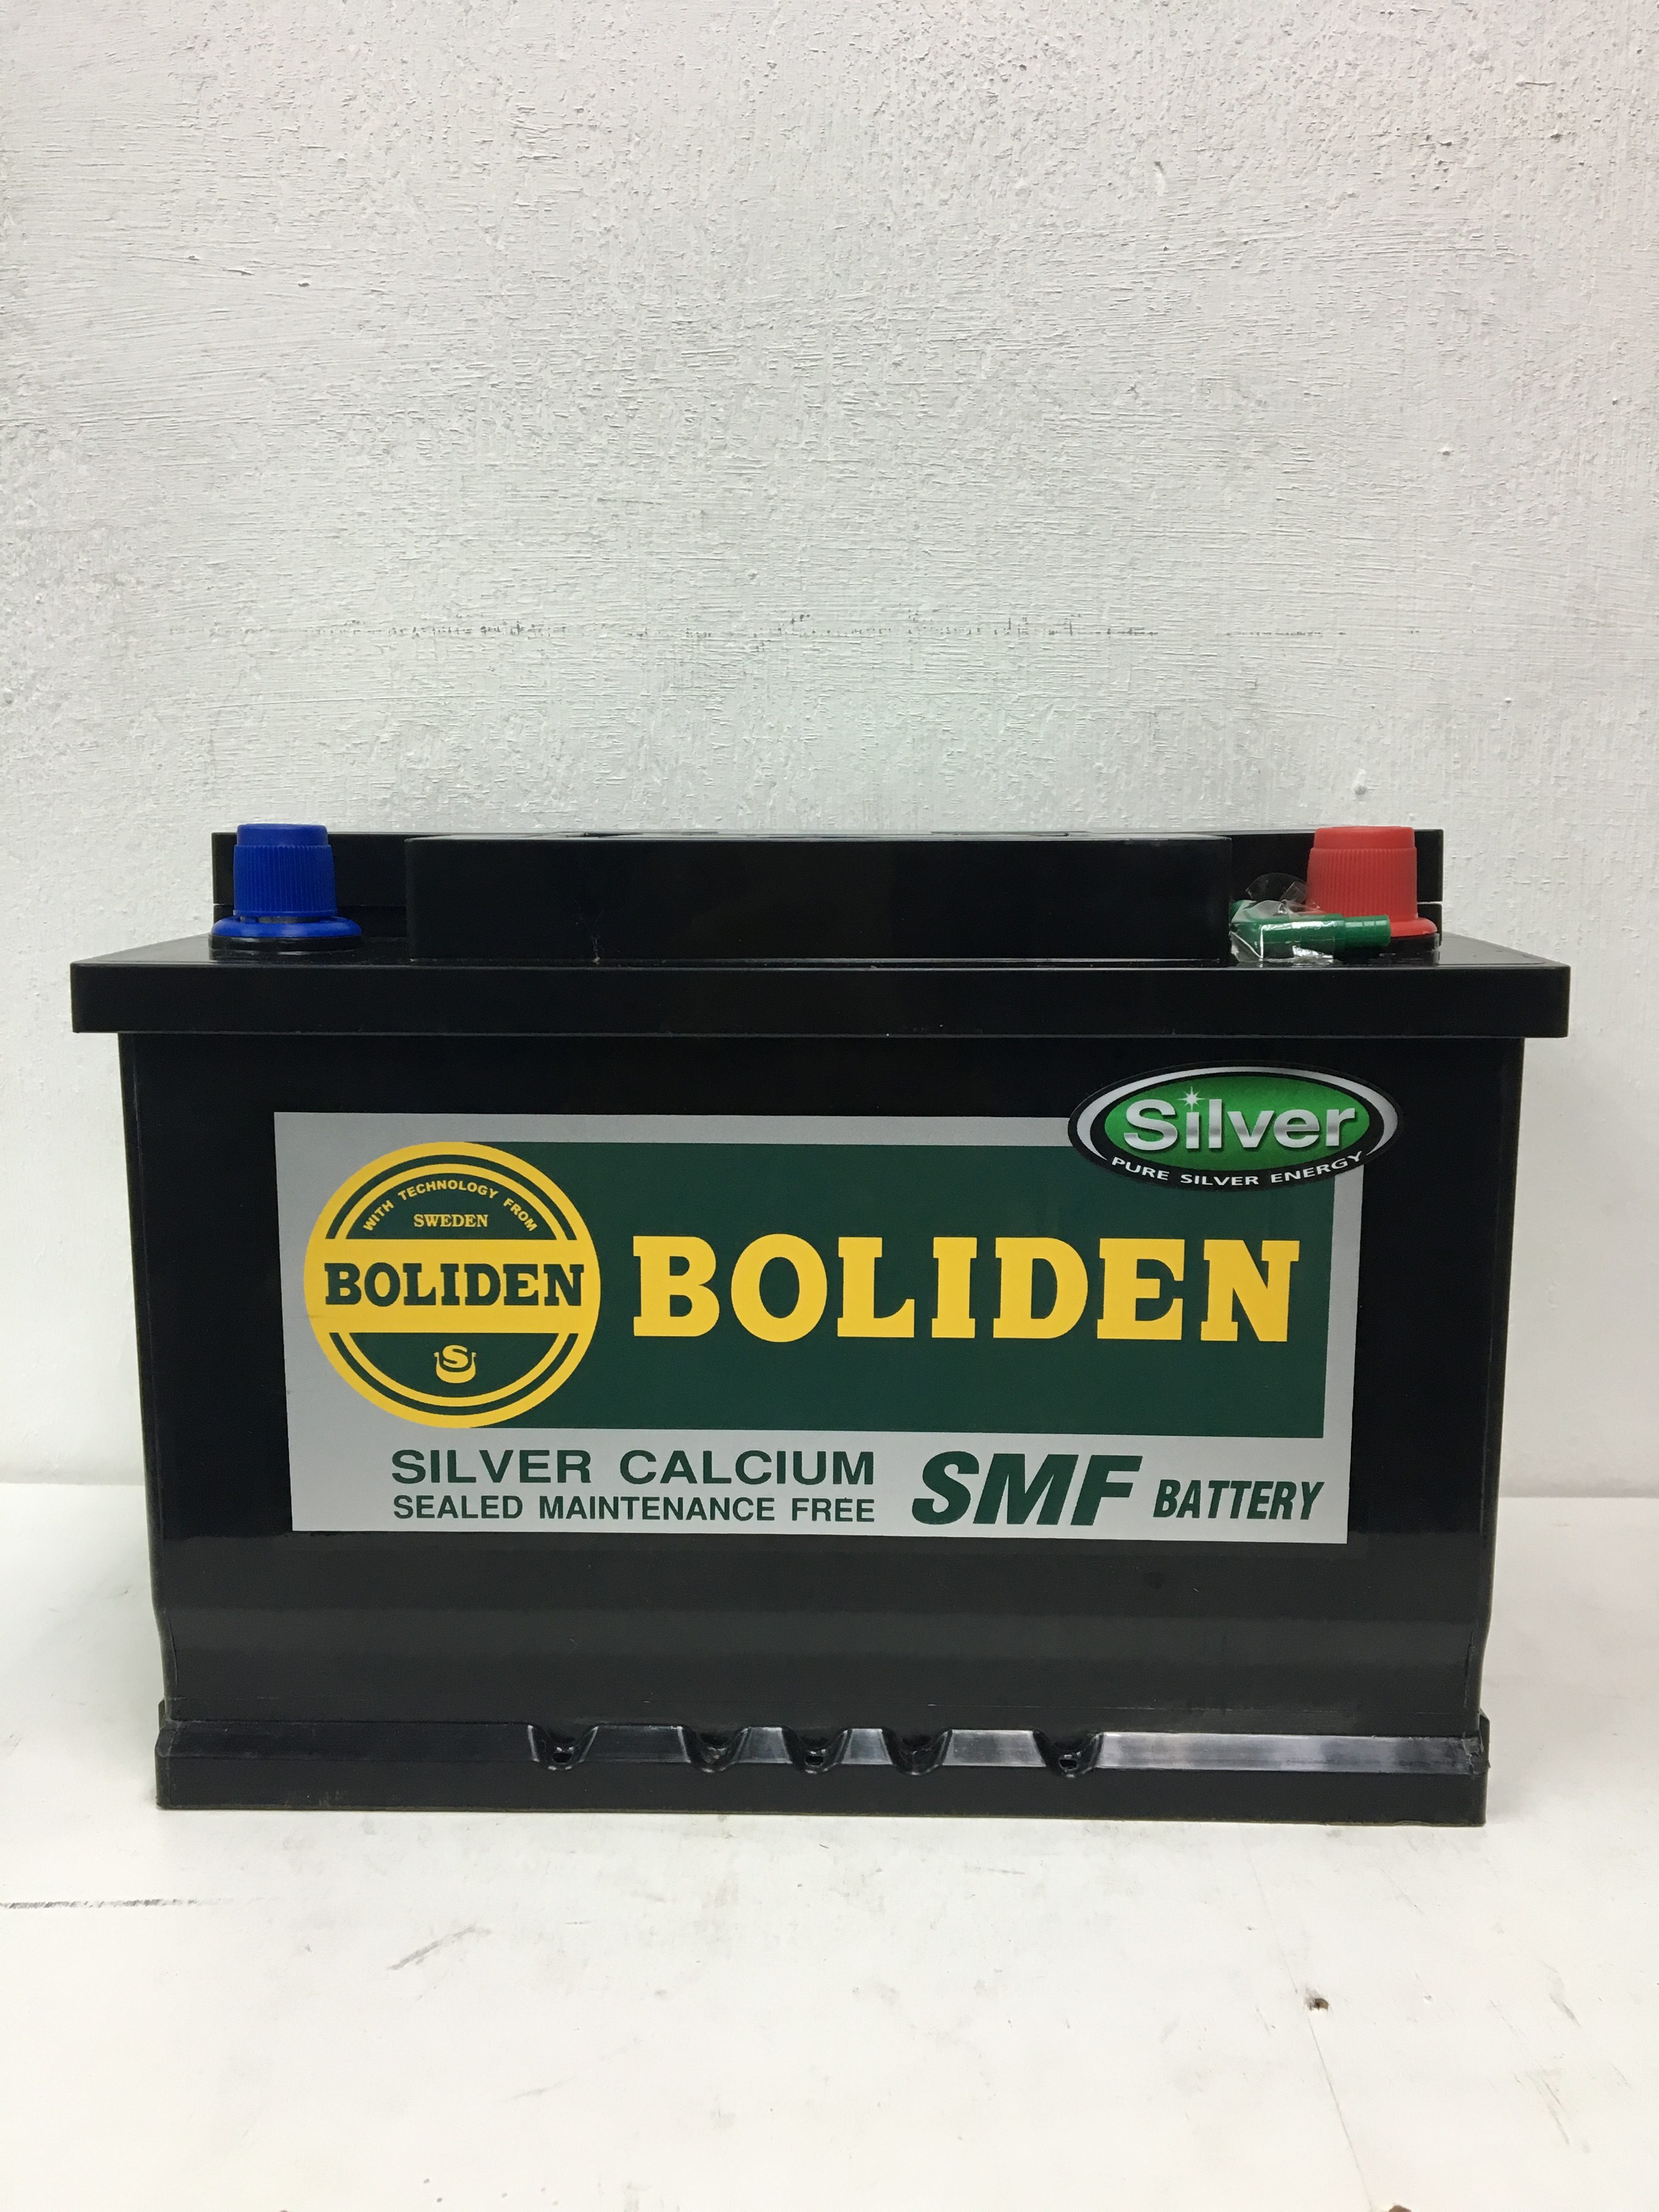 Silver
PURE SILVER ENERGY
WITH TECHNOLOGY FROM
SWEDEN
BOLIDEN
S
BOLIDEN
SILVER CALCIUM
SEALED MAINTENANCE FREE
SMF BATTERY